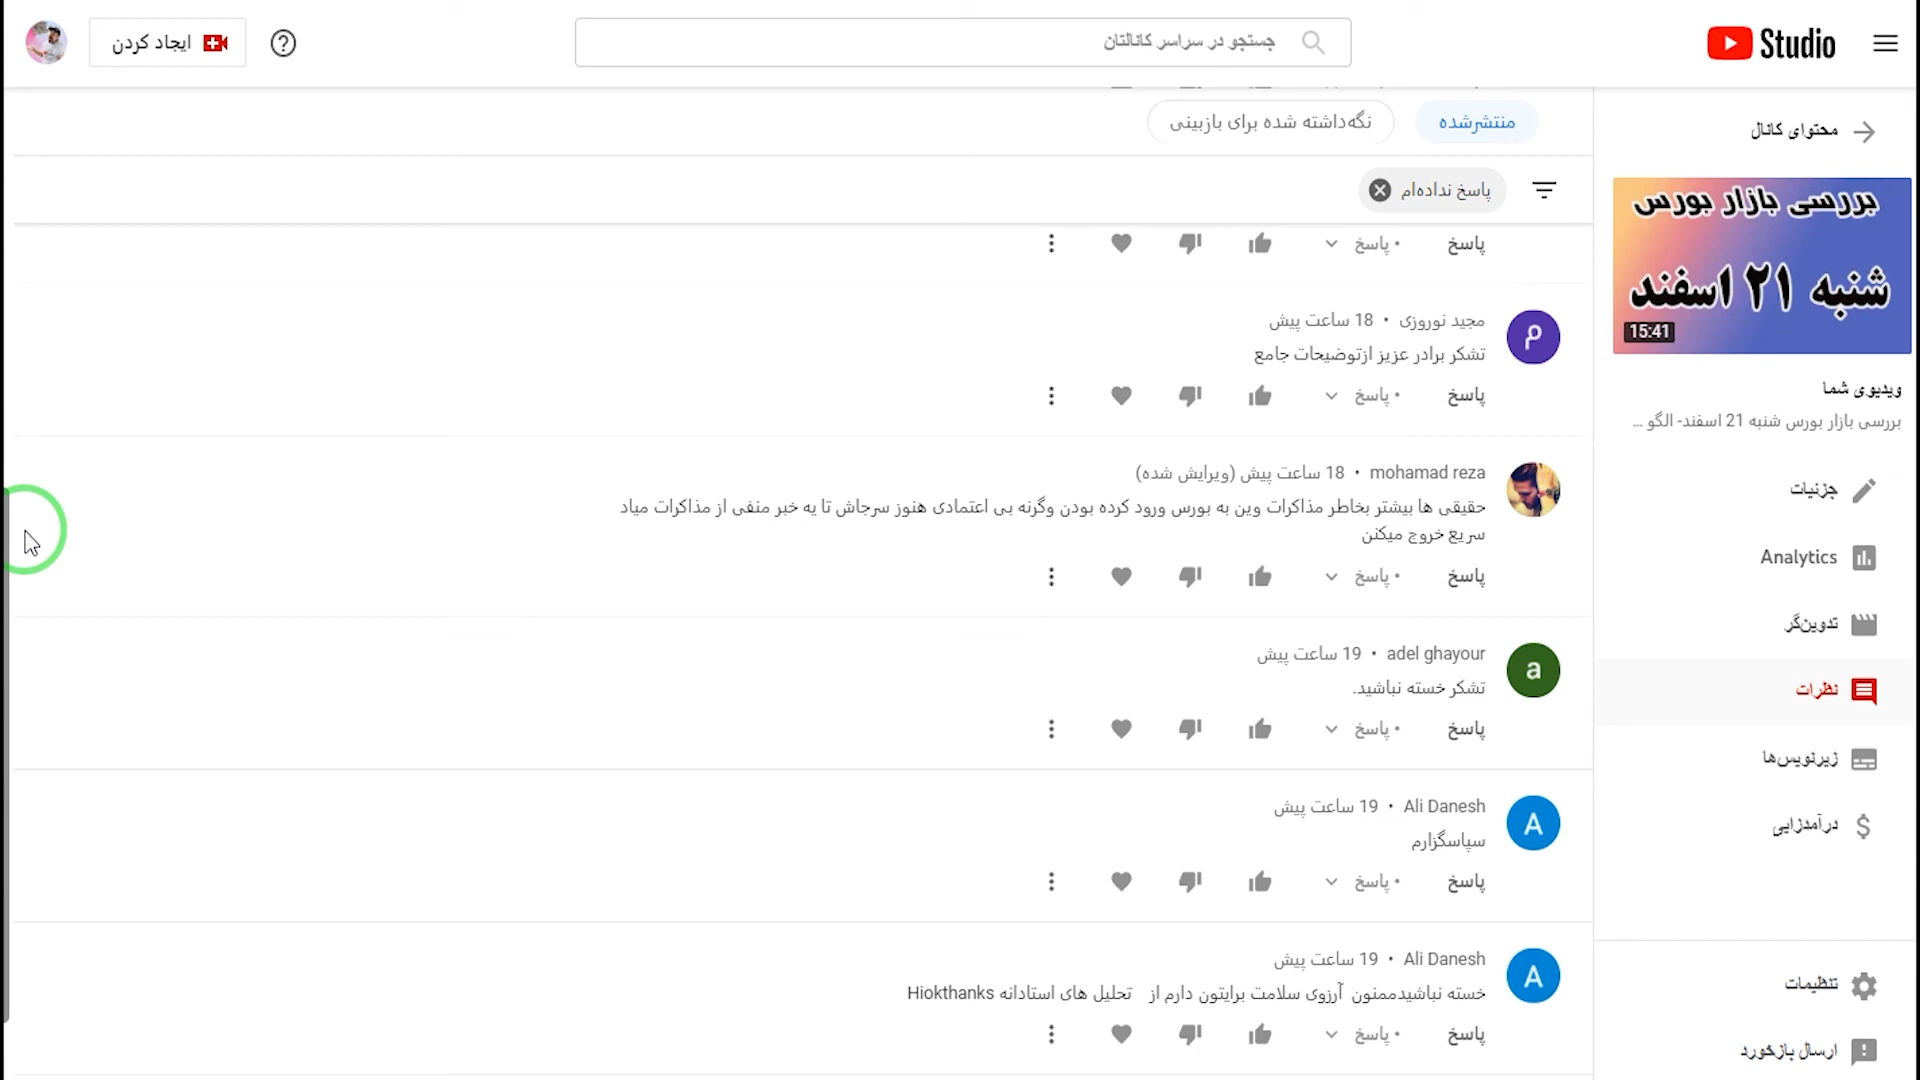 Studio
جستجو در سراسر کانالتان
ایجاد کردن
محتوای کانال
بررسی بازار بورس
شنبه ۲۱ اسفند
15:41
ویدیوی شما
بررسی بازار بورس شنبه 21 اسفند- الگو ...
جزئیات
Analytics
تدوین‌گر
نظرات
زیرنویس‌ها
درآمدزایی
تنظیمات
ارسال بازخورد
منتشرشده
نگه‌داشته شده برای بازبینی
پاسخ نداده‌ام
پاسخ • پاسخ
مجید نوروزی • 18 ساعت پیش
تشکر برادر عزیز ازتوضیحات جامع
پاسخ • پاسخ
mohamad reza • 18 ساعت پیش (ویرایش شده)
حقیقی ها بیشتر بخاطر مذاکرات وین به بورس ورود کرده بودن وگرنه بی اعتمادی هنوز سرجاش تا یه خبر منفی از مذاکرات میاد
سریع خروج میکنن
پاسخ • پاسخ
adel ghayour • 19 ساعت پیش
a
تشکر خسته نباشید.
پاسخ • پاسخ
Ali Danesh • 19 ساعت پیش
A
سپاسگزارم
پاسخ • پاسخ
Ali Danesh • 19 ساعت پیش
A
خسته نباشیدممنون آرزوی سلامت برایتون دارم از تحلیل های استادانه Hiokthanks
پاسخ • پاسخ